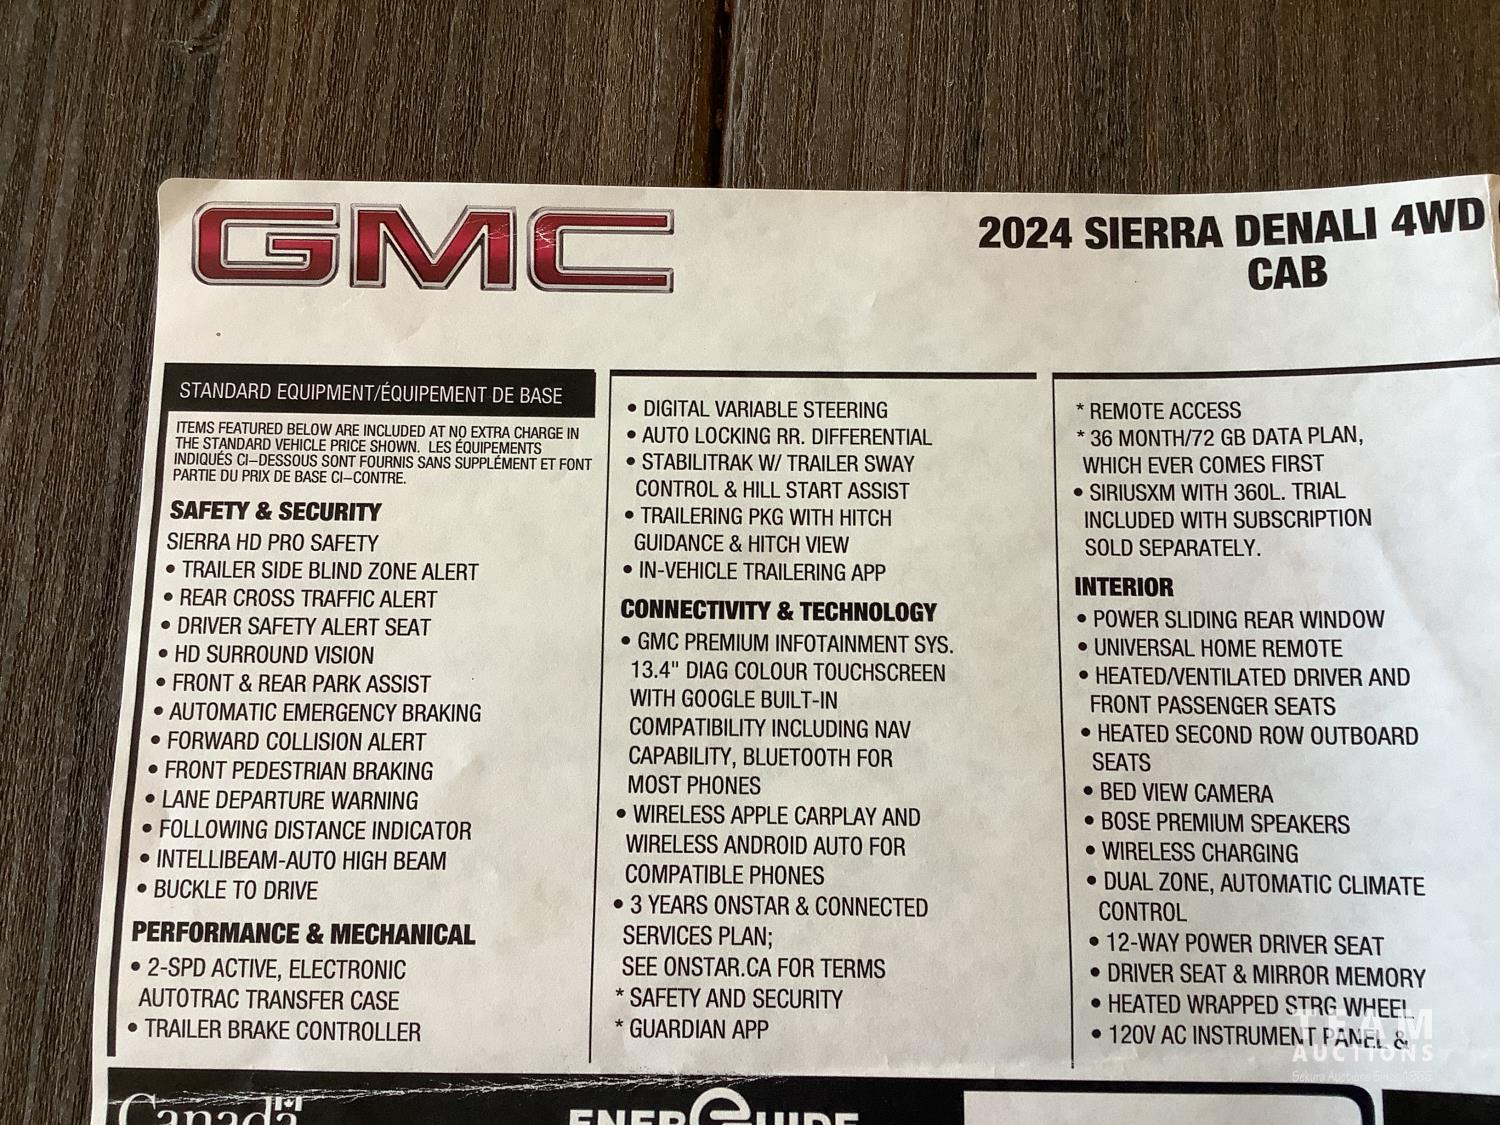 GMC
2024 SIERRA DENALI 4WD
CAB
STANDARD EQUIPMENT/ÉQUIPEMENT DE BASE
ITEMS FEATURED BELOW ARE INCLUDED AT NO EXTRA CHARGE IN
THE STANDARD VEHICLE PRICE SHOWN. LES ÉQUIPEMENTS
INDIQUÉS CI-DESSOUS SONT FOURNIS SANS SUPPLÉMENT ET FONT
PARTIE DU PRIX DE BASE CI-CONTRE.
SAFETY & SECURITY
SIERRA HD PRO SAFETY
• TRAILER SIDE BLIND ZONE ALERT
• REAR CROSS TRAFFIC ALERT
• DRIVER SAFETY ALERT SEAT
• HD SURROUND VISION
• FRONT & REAR PARK ASSIST
• AUTOMATIC EMERGENCY BRAKING
• FORWARD COLLISION ALERT
• FRONT PEDESTRIAN BRAKING
• LANE DEPARTURE WARNING
• FOLLOWING DISTANCE INDICATOR
• INTELLIBEAM-AUTO HIGH BEAM
• BUCKLE TO DRIVE
PERFORMANCE & MECHANICAL
• 2-SPD ACTIVE, ELECTRONIC
AUTOTRAC TRANSFER CASE
• TRAILER BRAKE CONTROLLER
• DIGITAL VARIABLE STEERING
• AUTO LOCKING RR. DIFFERENTIAL
• STABILITRAK W/ TRAILER SWAY
CONTROL & HILL START ASSIST
• TRAILERING PKG WITH HITCH
GUIDANCE & HITCH VIEW
• IN-VEHICLE TRAILERING APP
CONNECTIVITY & TECHNOLOGY
• GMC PREMIUM INFOTAINMENT SYS.
13.4" DIAG COLOUR TOUCHSCREEN
WITH GOOGLE BUILT-IN
COMPATIBILITY INCLUDING NAV
CAPABILITY, BLUETOOTH FOR
MOST PHONES
• WIRELESS APPLE CARPLAY AND
WIRELESS ANDROID AUTO FOR
COMPATIBLE PHONES
• 3 YEARS ONSTAR & CONNECTED
SERVICES PLAN;
SEE ONSTAR.CA FOR TERMS
* SAFETY AND SECURITY
* GUARDIAN APP
* REMOTE ACCESS
* 36 MONTH/72 GB DATA PLAN,
WHICH EVER COMES FIRST
• SIRIUSXM WITH 360L. TRIAL
INCLUDED WITH SUBSCRIPTION
SOLD SEPARATELY.
INTERIOR
• POWER SLIDING REAR WINDOW
• UNIVERSAL HOME REMOTE
• HEATED/VENTILATED DRIVER AND
FRONT PASSENGER SEATS
• HEATED SECOND ROW OUTBOARD
SEATS
• BED VIEW CAMERA
• BOSE PREMIUM SPEAKERS
• WIRELESS CHARGING
• DUAL ZONE, AUTOMATIC CLIMATE
CONTROL
• 12-WAY POWER DRIVER SEAT
• DRIVER SEAT & MIRROR MEMORY
• HEATED WRAPPED STRG WHEEL
• 120V AC INSTRUMENT PANEL &
TEAM
AUCTIONS
Canada
ENERGUIDE